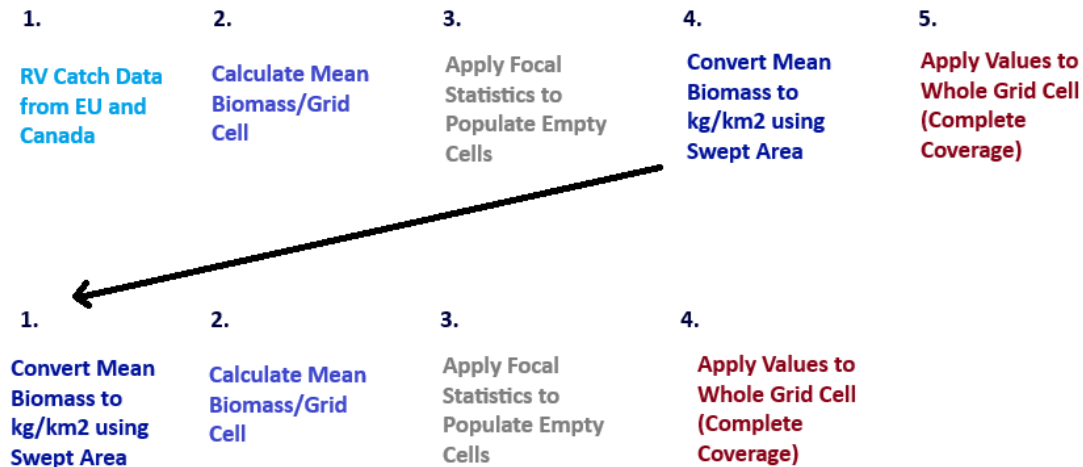 1.
2.
3.
4.
5.
RV Catch Data
from EU and
Canada
Calculate Mean
Biomass/Grid
Cell
Apply Focal
Statistics to
Populate Empty
Cells
Convert Mean
Biomass to
kg/km2 using
Swept Area
Apply Values to
Whole Grid Cell
(Complete
Coverage)
1.
2.
3.
4.
Convert Mean
Biomass to
kg/km2 using
Swept Area
Calculate Mean
Biomass/Grid
Cell
Apply Focal
Statistics to
Populate Empty
Cells
Apply Values to
Whole Grid Cell
(Complete
Coverage)